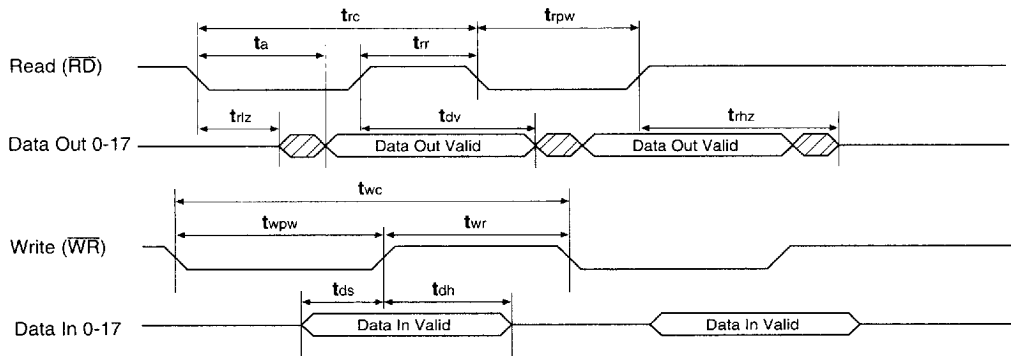 trc trpw
ta trr
Read (RD)
trlz tdv trhz
Data Out 0-17 Data Out Valid Data Out Valid
twc
twpw twr
Write (WR)
tds tdh
Data In 0-17 Data In Valid Data In Valid